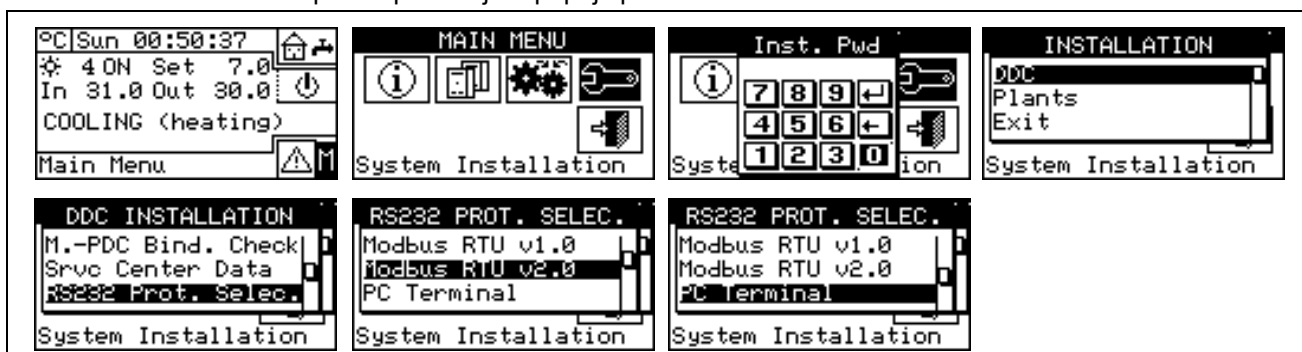 °C Sun 00:50:37
4 ON Set 7.0
In 31.0 Out 30.0
COOLING (heating)
Main Menu M
MAIN MENU
i
System Installation
Inst. Pwd
i
7 8 9
4 5 6
1 2 3 0
Syste ion
INSTALLATION
DDC
Plants
Exit
System Installation
DDC INSTALLATION
M.-PDC Bind. Check
Srvc Center Data
RS232 Prot. Selec.
System Installation
RS232 PROT. SELEC.
Modbus RTU v1.0
Modbus RTU v2.0
PC Terminal
System Installation
RS232 PROT. SELEC.
Modbus RTU v1.0
Modbus RTU v2.0
PC Terminal
System Installation